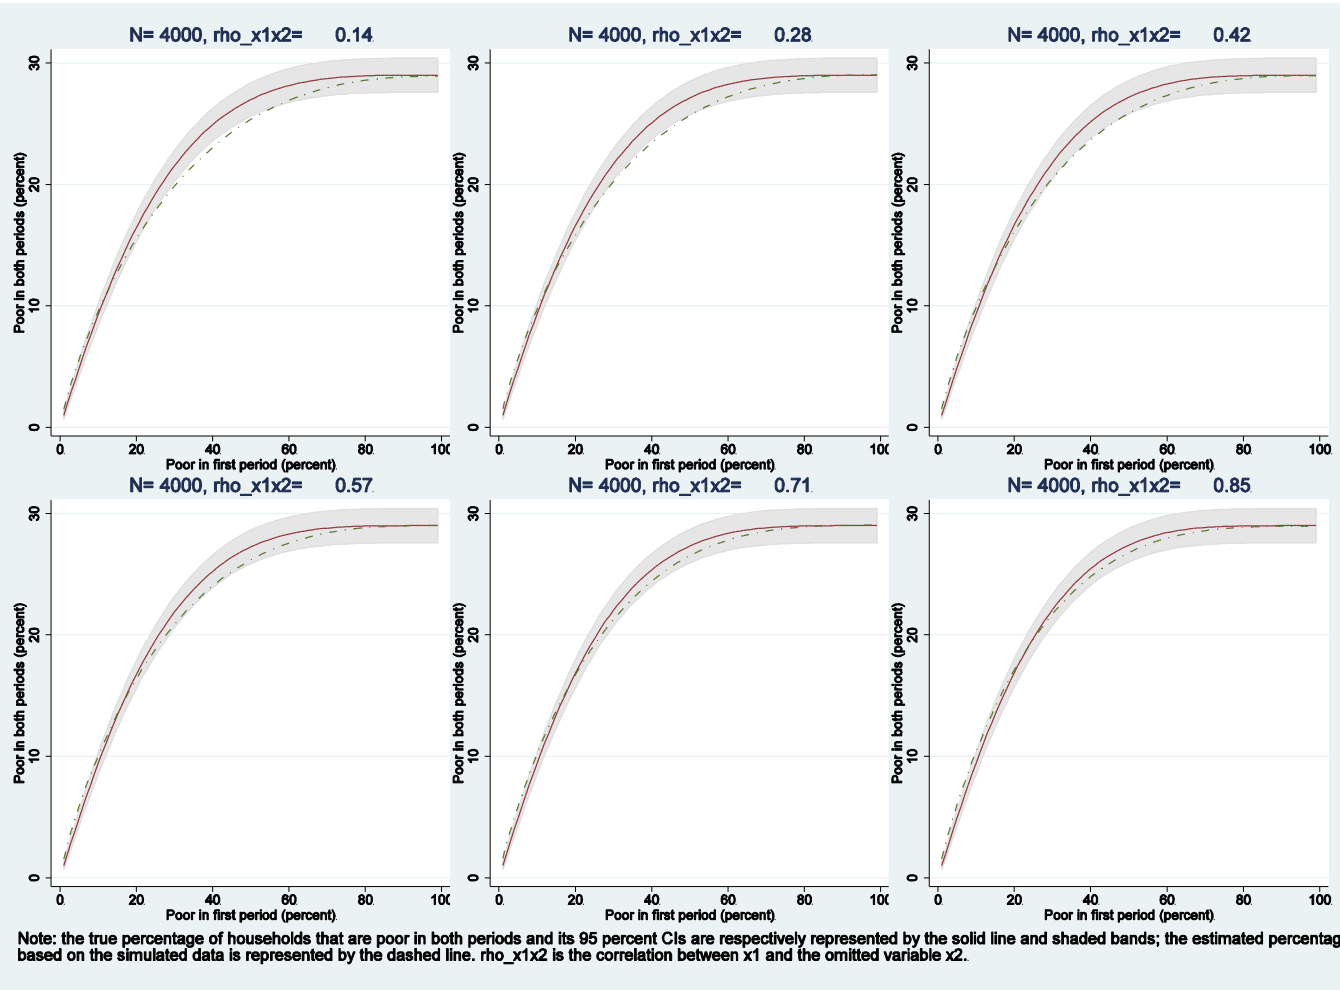 N= 4000, rho_x1x2= 0.14
Poor in both periods (percent)
30
20
10
0
0 20 40 60 80 100
Poor in first period (percent)
N= 4000, rho_x1x2= 0.28
Poor in both periods (percent)
30
20
10
0
0 20 40 60 80 100
Poor in first period (percent)
N= 4000, rho_x1x2= 0.42
Poor in both periods (percent)
30
20
10
0
0 20 40 60 80 100
Poor in first period (percent)
N= 4000, rho_x1x2= 0.57
Poor in both periods (percent)
30
20
10
0
0 20 40 60 80 100
Poor in first period (percent)
N= 4000, rho_x1x2= 0.71
Poor in both periods (percent)
30
20
10
0
0 20 40 60 80 100
Poor in first period (percent)
N= 4000, rho_x1x2= 0.85
Poor in both periods (percent)
30
20
10
0
0 20 40 60 80 100
Poor in first period (percent)
Note: the true percentage of households that are poor in both periods and its 95 percent CIs are respectively represented by the solid line and shaded bands; the estimated percentag
based on the simulated data is represented by the dashed line. rho_x1x2 is the correlation between x1 and the omitted variable x2.